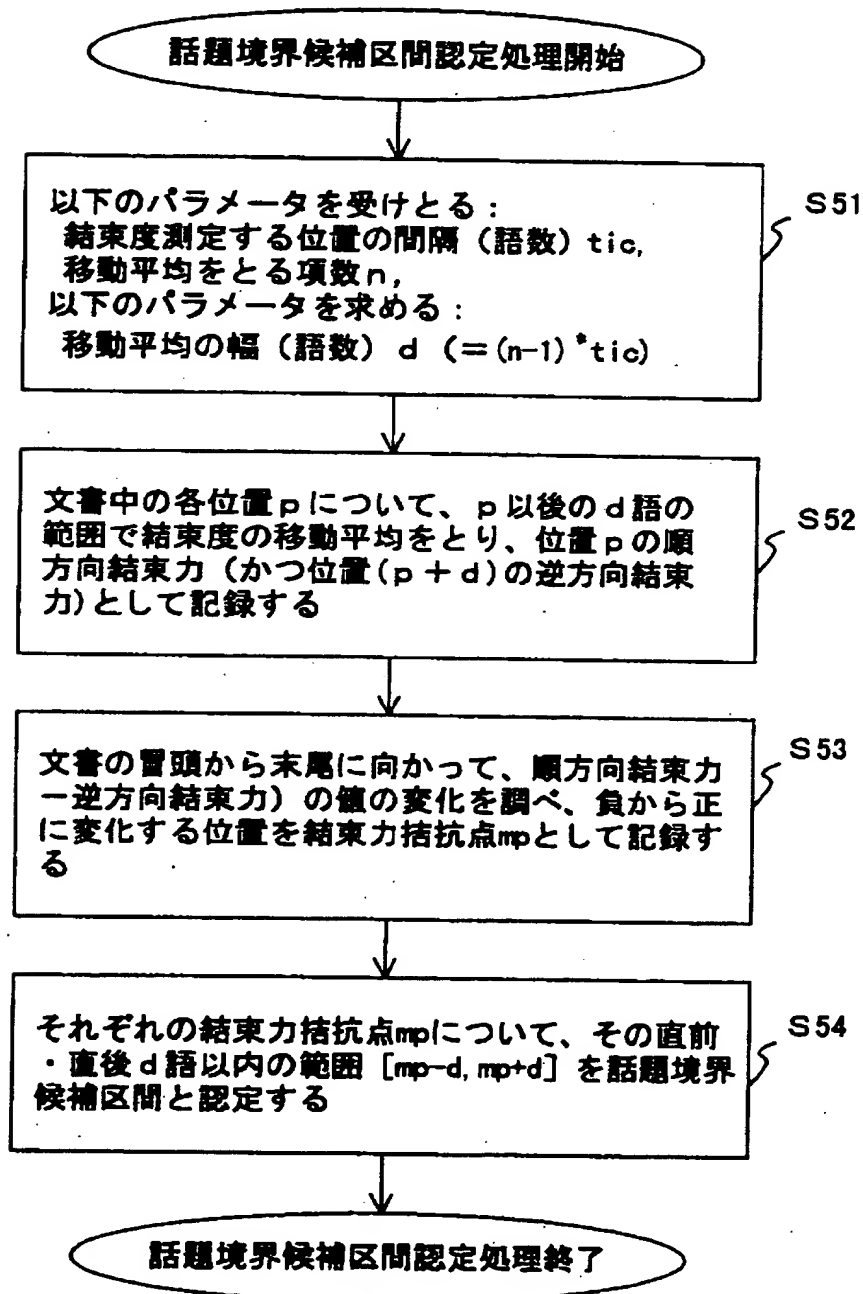 話題境界候補区間認定処理開始
S51
以下のパラメータを受けとる:
結束度測定する位置の間隔(語数)tic,
移動平均をとる項数n,
以下のパラメータを求める:
移動平均の幅(語数)d(=(n-1)*tic)
S52
文書中の各位置pについて、p以後のd語の
範囲で結束度の移動平均をとり、位置pの順
方向結束力(かつ位置(p+d)の逆方向結束
力)として記録する
S53
文書の冒頭から末尾に向かって、順方向結束力
-逆方向結束力)の値の変化を調べ、負から正
に変化する位置を結束力拮抗点mpとして記録す
る
S54
それぞれの結束力拮抗点mpについて、その直前
・直後d語以内の範囲[mp-d,mp+d]を話題境界
候補区間と認定する
話題境界候補区間認定処理終了